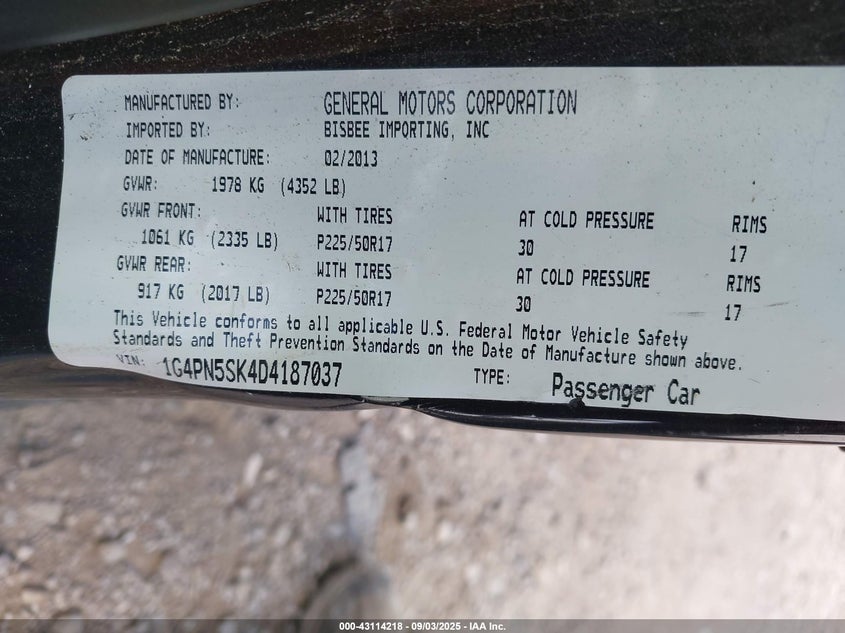 MANUFACTURED BY: GENERAL MOTORS CORPORATION
IMPORTED BY: BISBEE IMPORTING, INC
DATE OF MANUFACTURE: 02/2013
GVWR: 1978 KG (4352 LB)
GVWR FRONT: WITH TIRES AT COLD PRESSURE RIMS
1061 KG (2335 LB) P225/50R17 30 17
GVWR REAR: WITH TIRES AT COLD PRESSURE RIMS
917 KG (2017 LB) P225/50R17 30 17
This Vehicle conforms to all applicable U.S. Federal Motor Vehicle Safety
Standards and Theft Prevention Standards on the Date of Manufacture shown above.
VIN: 1G4PN5SK4D4187037 TYPE: Passenger Car
000-43114218 - 09/03/2025 - IAA Inc.